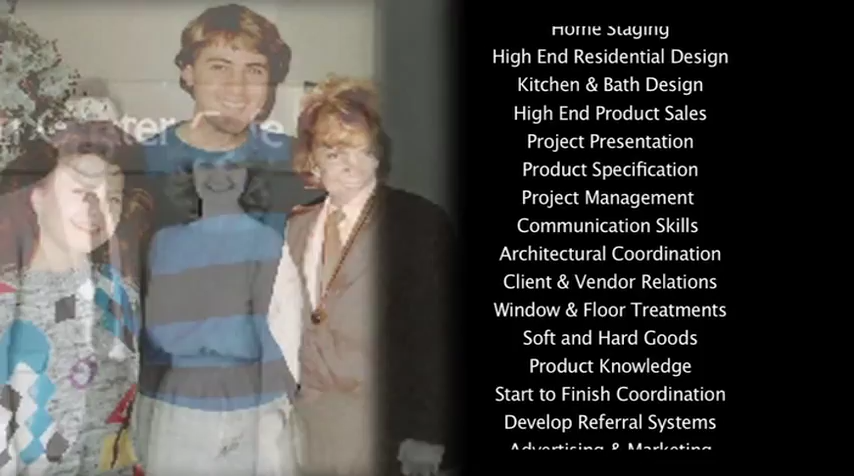 Home Staging
High End Residential Design
Kitchen & Bath Design
High End Product Sales
Project Presentation
Product Specification
Project Management
Communication Skills
Architectural Coordination
Client & Vendor Relations
Window & Floor Treatments
Soft and Hard Goods
Product Knowledge
Start to Finish Coordination
Develop Referral Systems
Advertising & Marketing